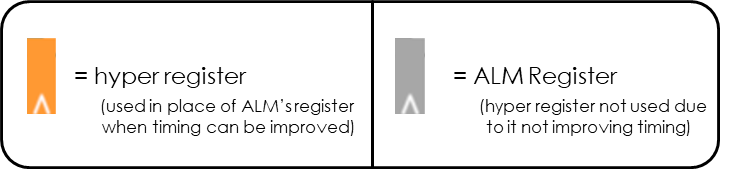 = hyper register
(used in place of ALM's register
when timing can be improved)
= ALM Register
(hyper register not used due
to it not improving timing)